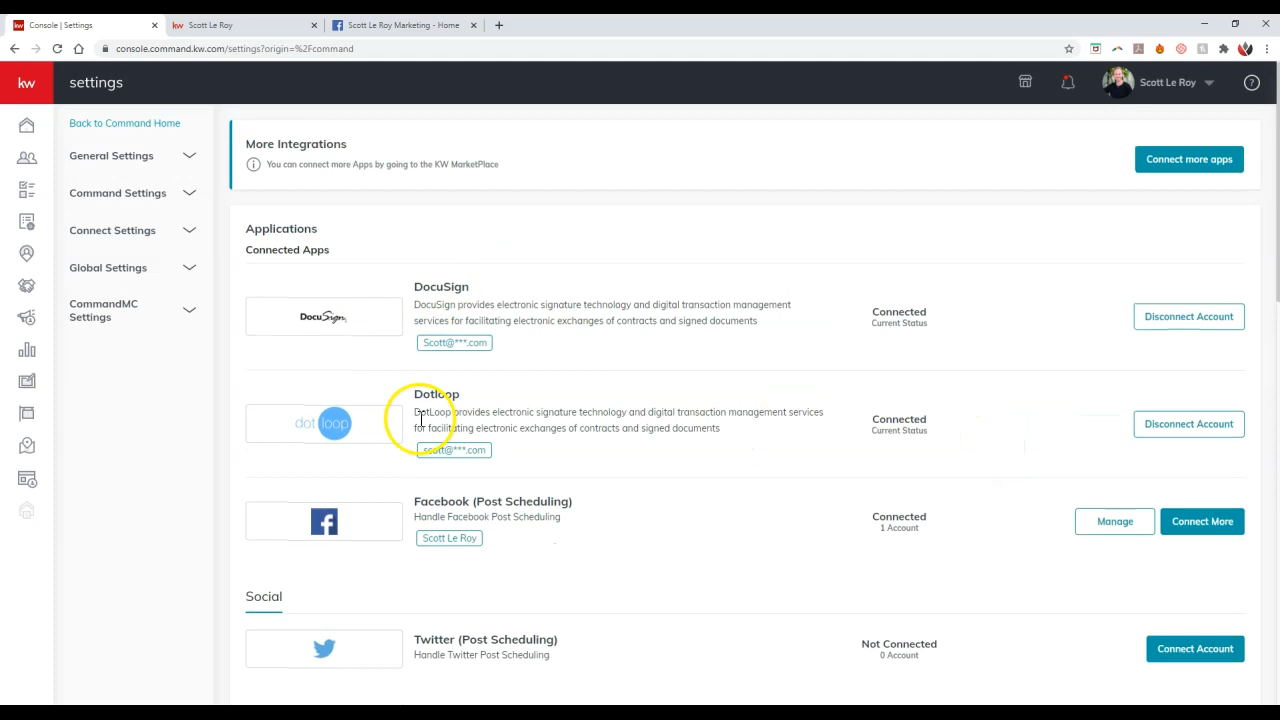 Console | Settings
kw Scott Le Roy
Scott Le Roy Marketing - Home
console.command.kw.com/settings?origin=%2Fcommand
kw settings
Scott Le Roy
Back to Command Home
General Settings
Command Settings
Connect Settings
Global Settings
CommandMC
Settings
More Integrations
You can connect more Apps by going to the KW MarketPlace
Connect more apps
Applications
Connected Apps
DocuSign
DocuSign
DocuSign provides electronic signature technology and digital transaction management
services for facilitating electronic exchanges of contracts and signed documents
Scott@***.com
Connected
Current Status
Disconnect Account
dot loop
Dotloop
DotLoop provides electronic signature technology and digital transaction management services
for facilitating electronic exchanges of contracts and signed documents
scott@***.com
Connected
Current Status
Disconnect Account
Facebook (Post Scheduling)
Handle Facebook Post Scheduling
Scott Le Roy
Connected
1 Account
Manage
Connect More
Social
Twitter (Post Scheduling)
Handle Twitter Post Scheduling
Not Connected
0 Account
Connect Account